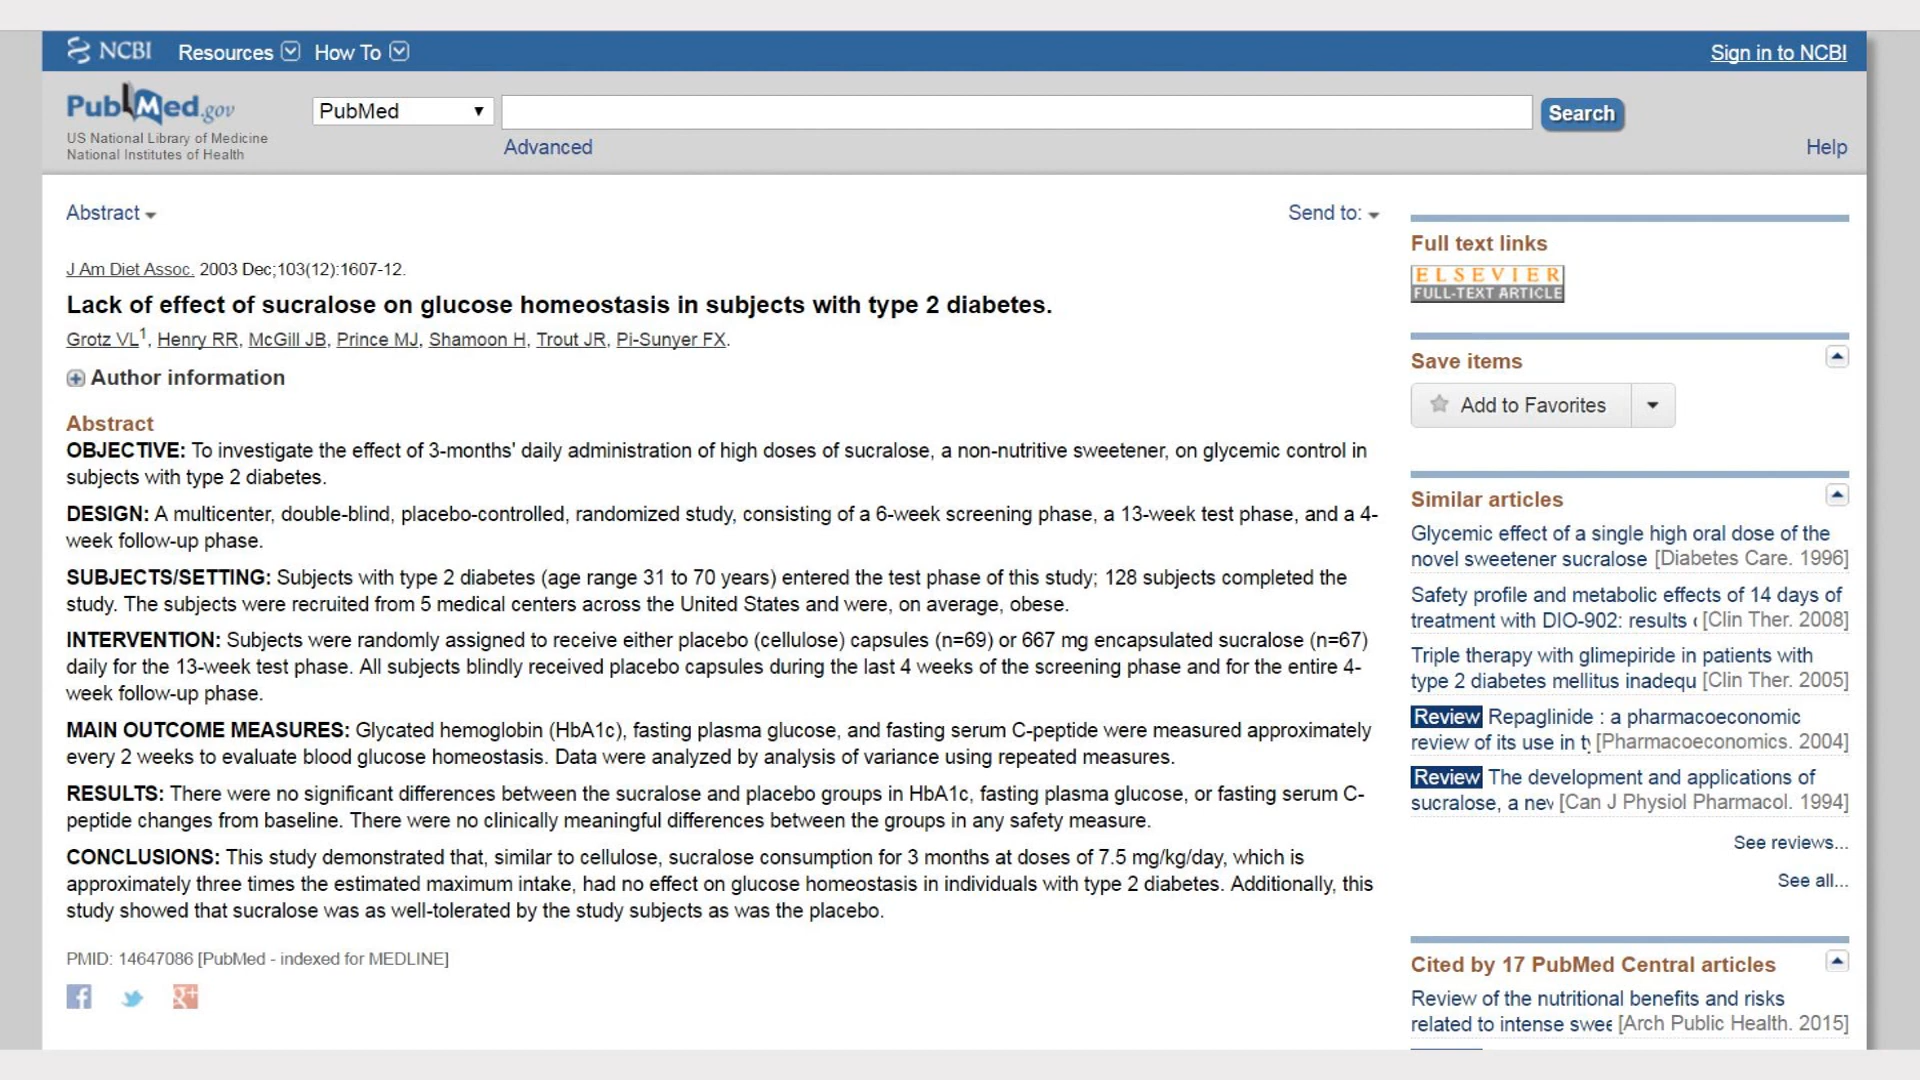 NCBI Resources How To Sign in to NCBI
PubMed.gov
US National Library of Medicine
National Institutes of Health
PubMed
Search
Advanced
Help
Abstract
Send to:
J Am Diet Assoc. 2003 Dec;103(12):1607-12.
Lack of effect of sucralose on glucose homeostasis in subjects with type 2 diabetes.
Grotz VL1, Henry RR, McGill JB, Prince MJ, Shamoon H, Trout JR, Pi-Sunyer FX.
Author information
Abstract
OBJECTIVE: To investigate the effect of 3-months' daily administration of high doses of sucralose, a non-nutritive sweetener, on glycemic control in
subjects with type 2 diabetes.
DESIGN: A multicenter, double-blind, placebo-controlled, randomized study, consisting of a 6-week screening phase, a 13-week test phase, and a 4-
week follow-up phase.
SUBJECTS/SETTING: Subjects with type 2 diabetes (age range 31 to 70 years) entered the test phase of this study; 128 subjects completed the
study. The subjects were recruited from 5 medical centers across the United States and were, on average, obese.
INTERVENTION: Subjects were randomly assigned to receive either placebo (cellulose) capsules (n=69) or 667 mg encapsulated sucralose (n=67)
daily for the 13-week test phase. All subjects blindly received placebo capsules during the last 4 weeks of the screening phase and for the entire 4-
week follow-up phase.
MAIN OUTCOME MEASURES: Glycated hemoglobin (HbA1c), fasting plasma glucose, and fasting serum C-peptide were measured approximately
every 2 weeks to evaluate blood glucose homeostasis. Data were analyzed by analysis of variance using repeated measures.
RESULTS: There were no significant differences between the sucralose and placebo groups in HbA1c, fasting plasma glucose, or fasting serum C-
peptide changes from baseline. There were no clinically meaningful differences between the groups in any safety measure.
CONCLUSIONS: This study demonstrated that, similar to cellulose, sucralose consumption for 3 months at doses of 7.5 mg/kg/day, which is
approximately three times the estimated maximum intake, had no effect on glucose homeostasis in individuals with type 2 diabetes. Additionally, this
study showed that sucralose was as well-tolerated by the study subjects as was the placebo.
PMID: 14647086 [PubMed - indexed for MEDLINE]
Full text links
ELSEVIER
FULL-TEXT ARTICLE
Save items
Add to Favorites
Similar articles
Glycemic effect of a single high oral dose of the
novel sweetener sucralose [Diabetes Care. 1996]
Safety profile and metabolic effects of 14 days of
treatment with DIO-902: results [Clin Ther. 2008]
Triple therapy with glimepiride in patients with
type 2 diabetes mellitus inadequ [Clin Ther. 2005]
Review Repaglinide : a pharmacoeconomic
review of its use in ty [Pharmacoeconomics. 2004]
Review The development and applications of
sucralose, a nev [Can J Physiol Pharmacol. 1994]
See reviews...
See all...
Cited by 17 PubMed Central articles
Review of the nutritional benefits and risks
related to intense swee [Arch Public Health. 2015]